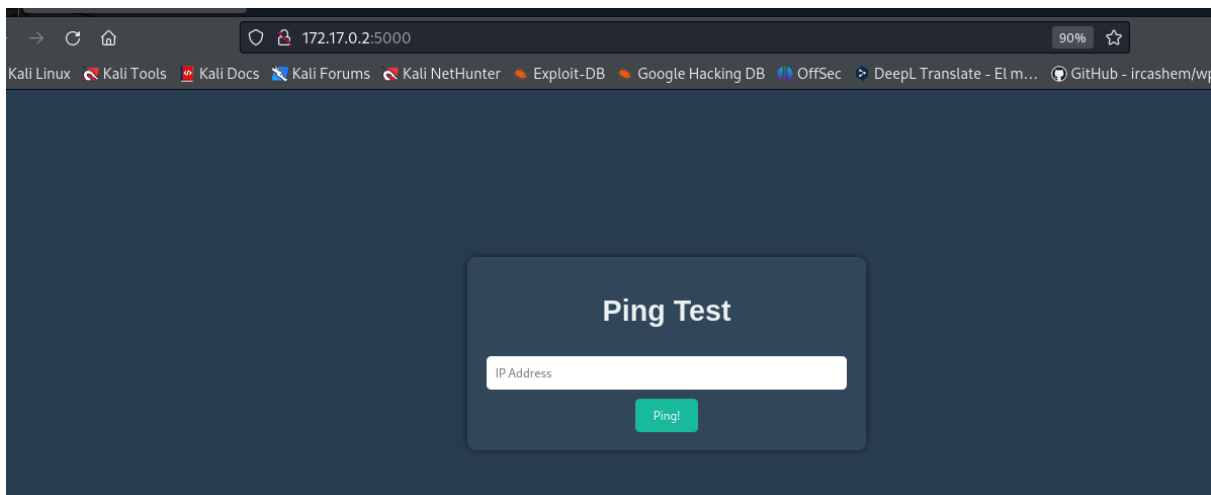 172.17.0.2:5000
90%
Kali Linux Kali Tools Kali Docs Kali Forums Kali NetHunter Exploit-DB Google Hacking DB OffSec DeepL Translate - El m... GitHub - ircashem/wp
Ping Test
IP Address
Ping!